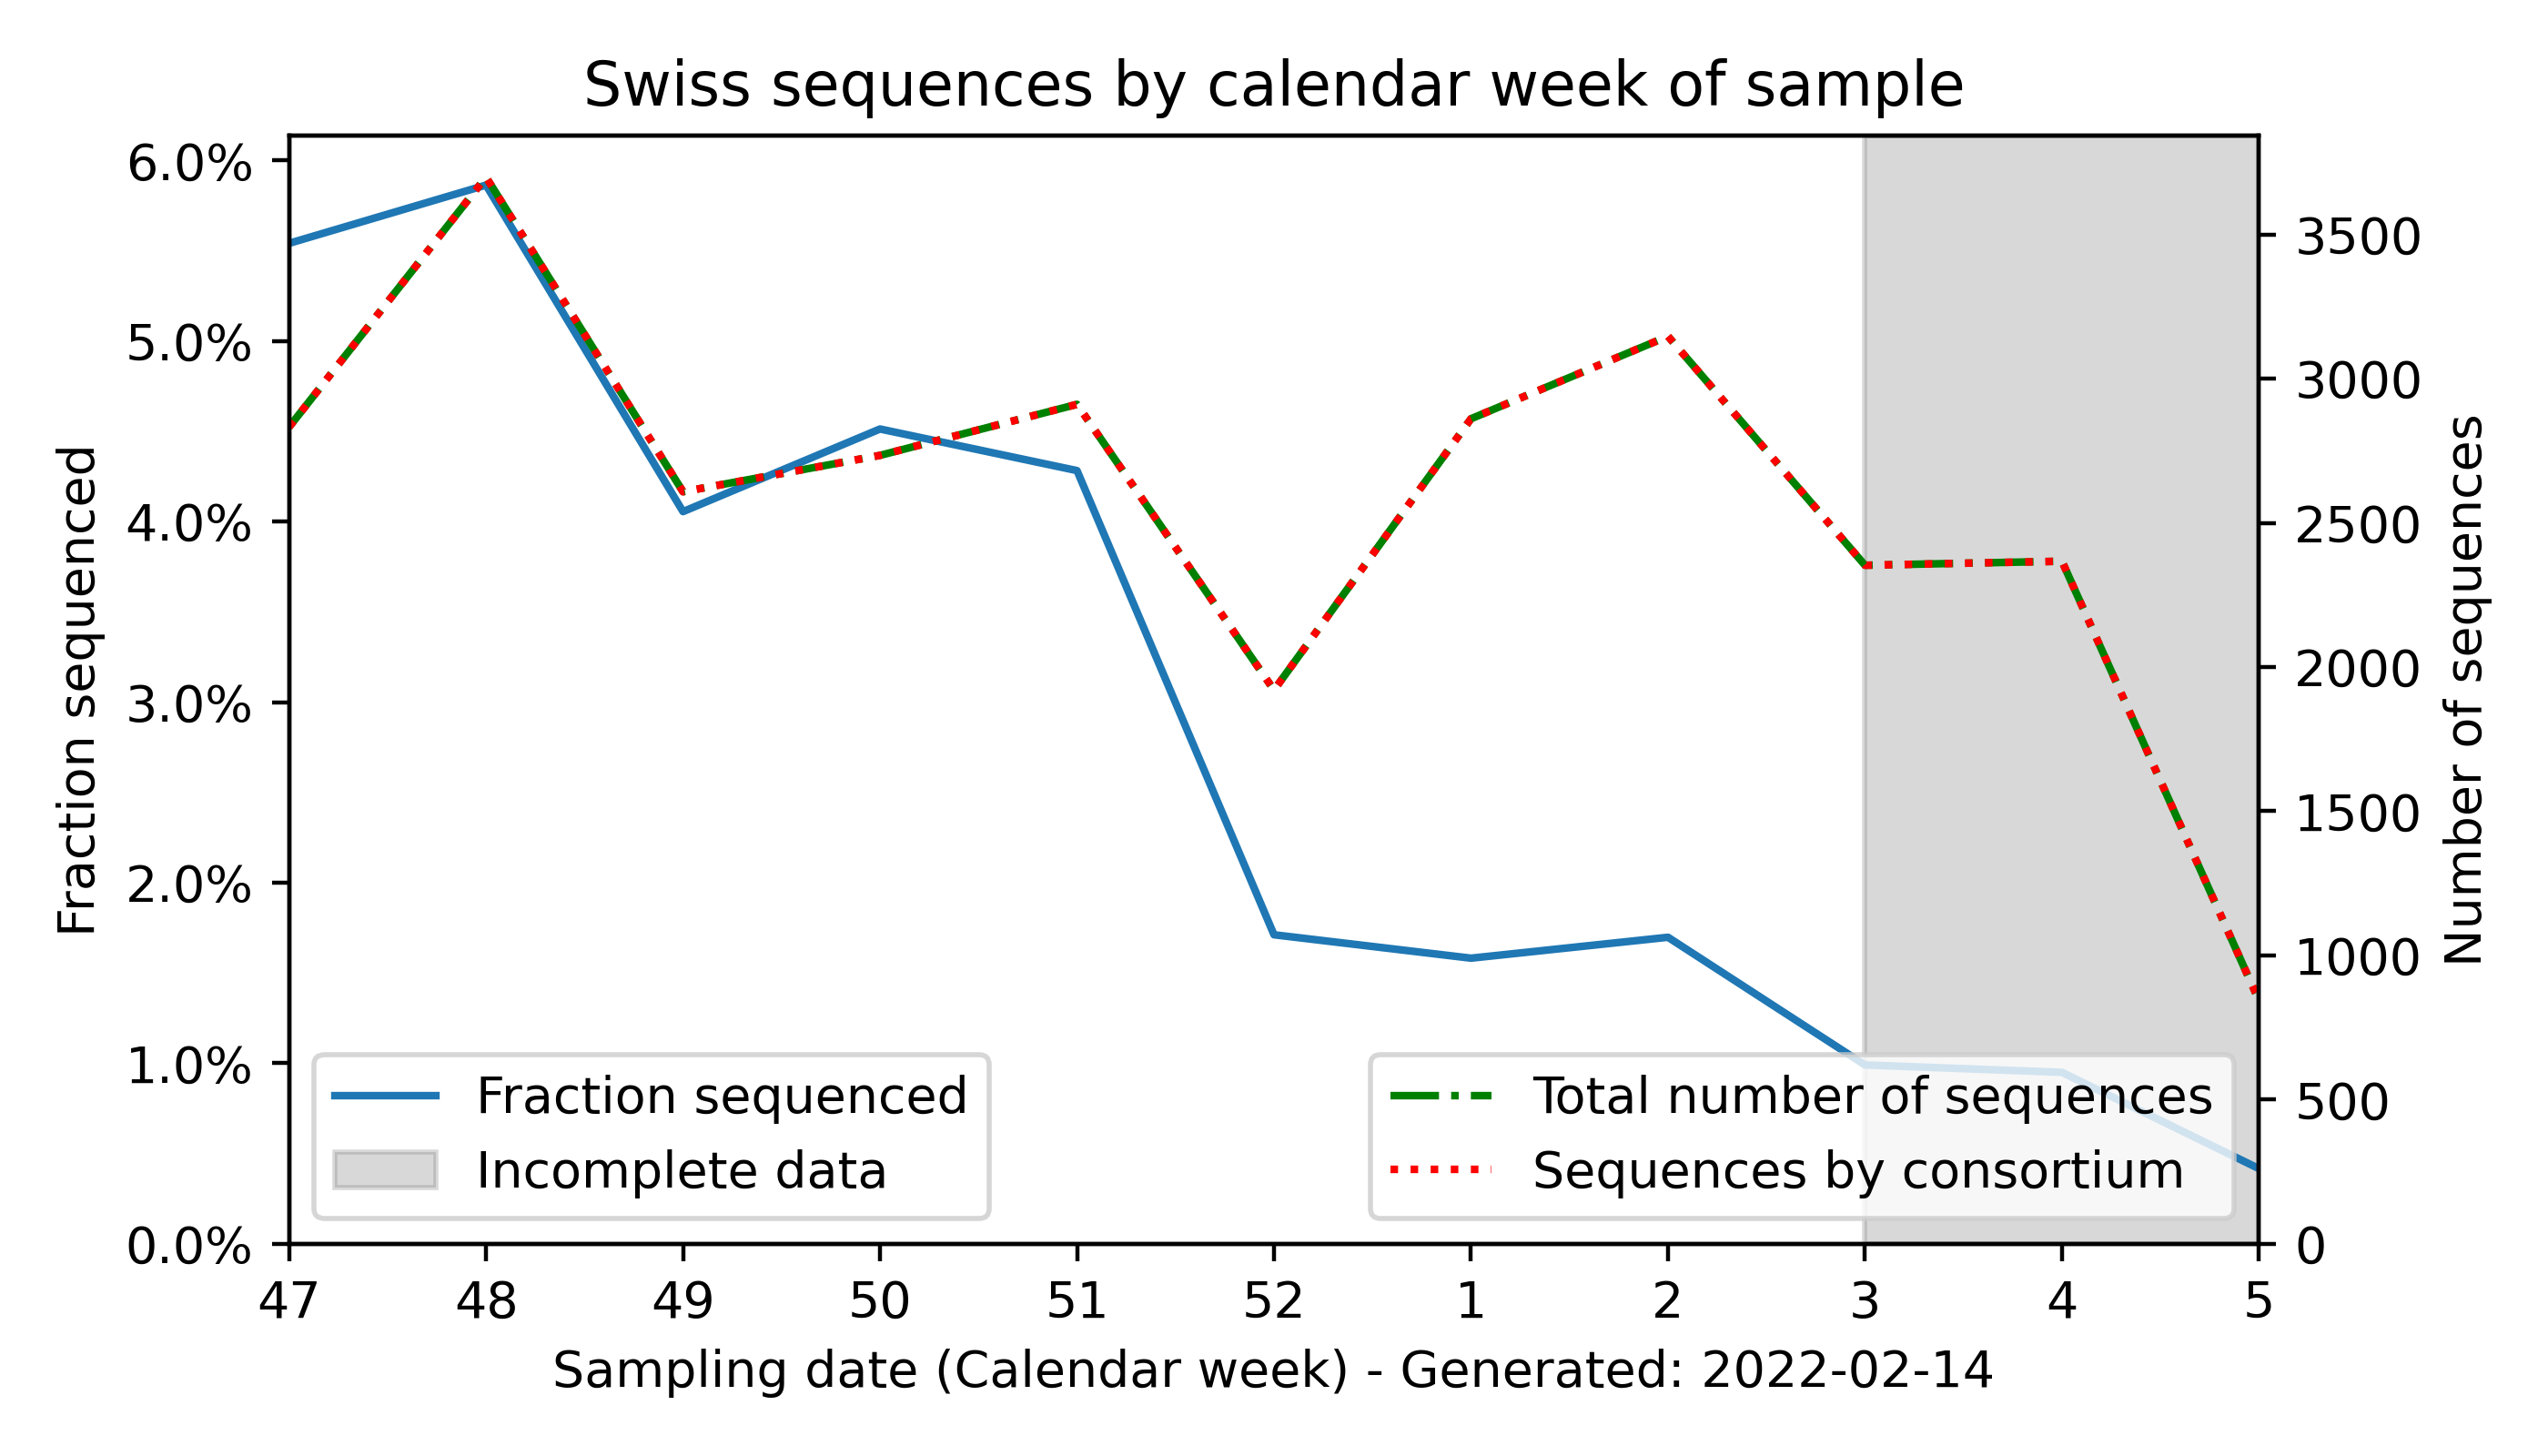 Swiss sequences by calendar week of sample
Fraction sequenced
6.0%
5.0%
4.0%
3.0%
2.0%
1.0%
0.0%
3500
3000
2500
2000
1500
1000
500
0
Number of sequences
Fraction sequenced
Incomplete data
Total number of sequences
Sequences by consortium
47 48 49 50 51 52 1 2 3 4 5
Sampling date (Calendar week) - Generated: 2022-02-14